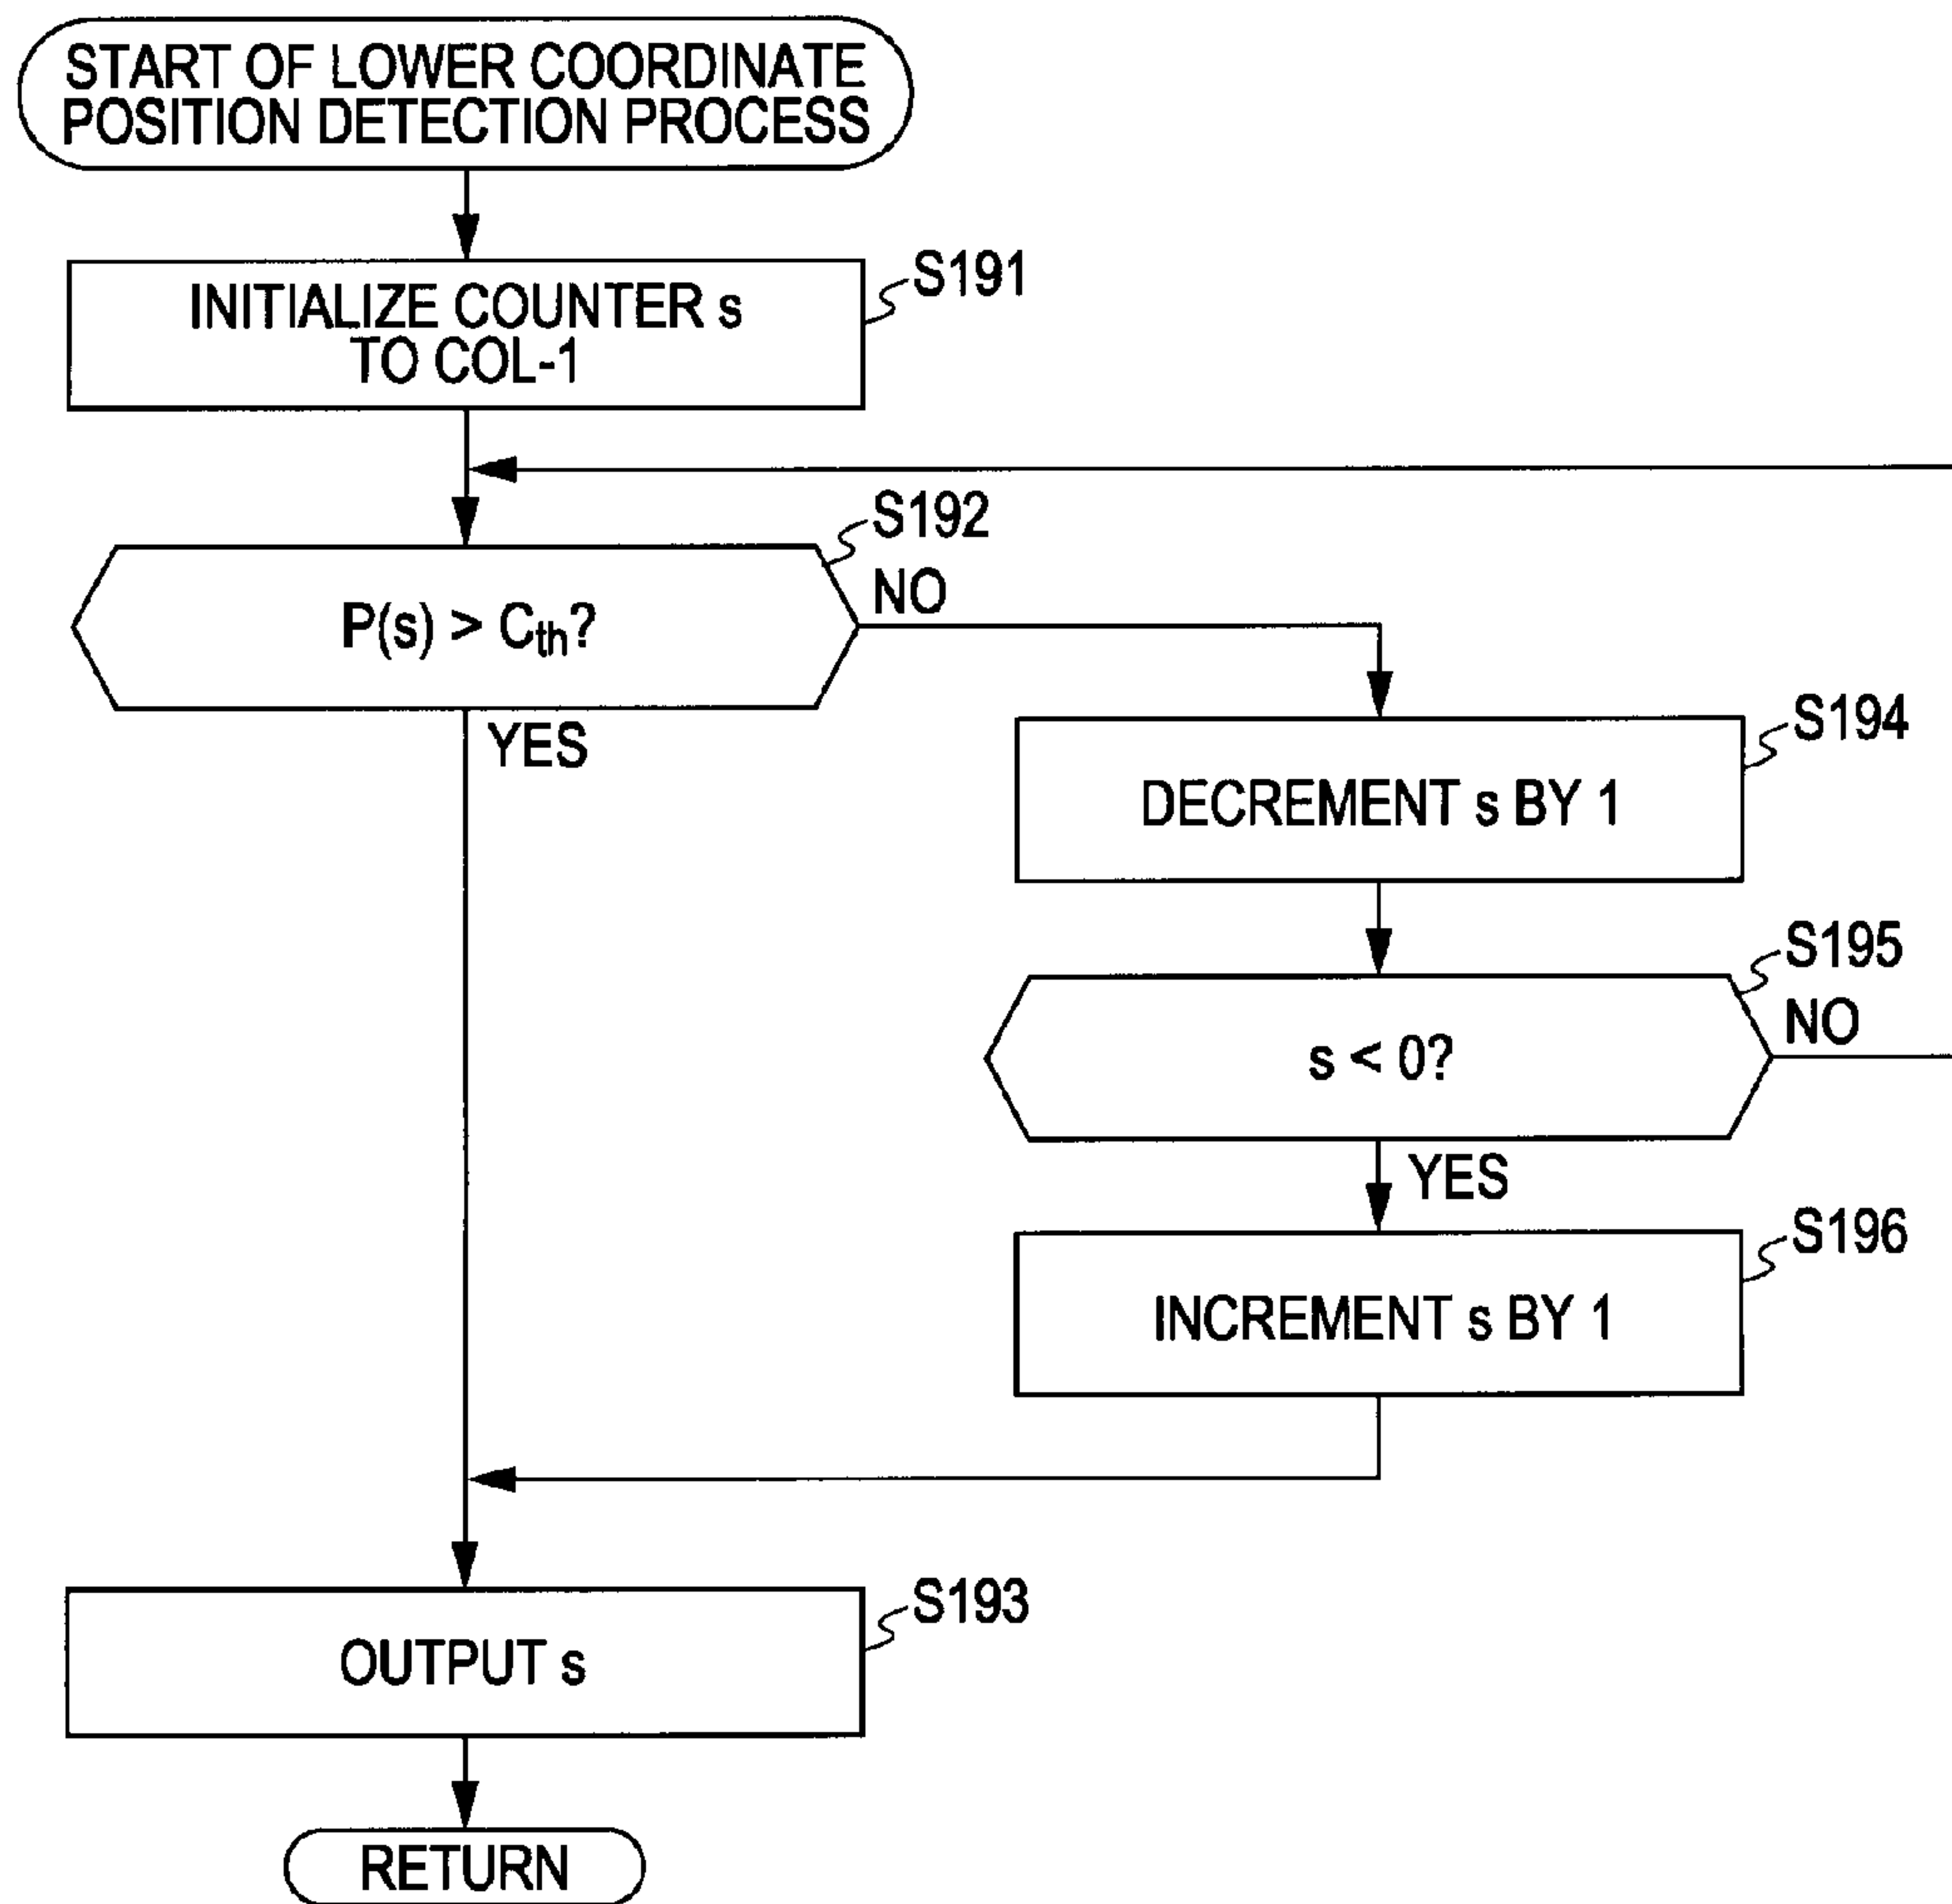 START OF LOWER COORDINATE
POSITION DETECTION PROCESS
S191
INITIALIZE COUNTER s
TO COL-1
S192
P(s) > Cth?
NO
YES
S194
DECREMENT s BY 1
S195
s < 0?
NO
YES
S196
INCREMENT s BY 1
S193
OUTPUT s
RETURN